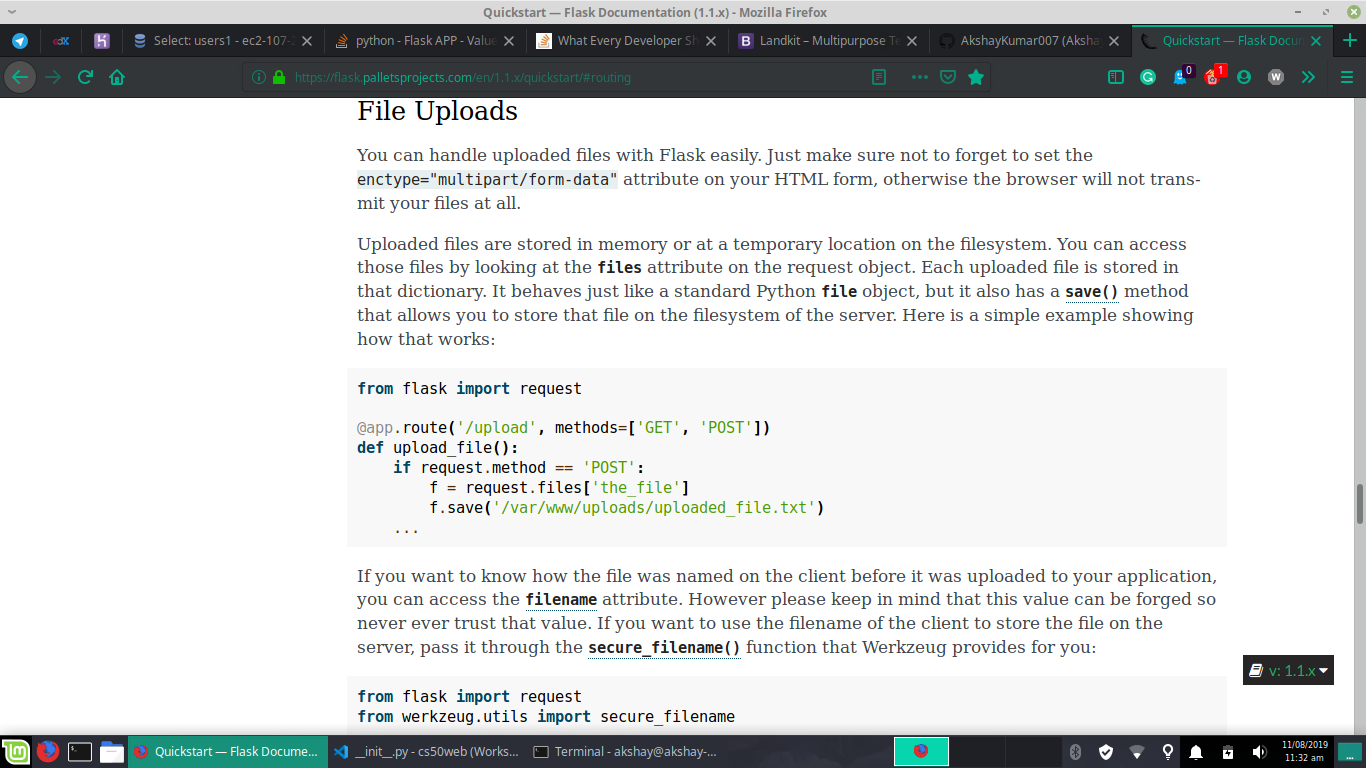 Quickstart — Flask Documentation (1.1.x) - Mozilla Firefox
edX
Select: users1 - ec2-107-2
python - Flask APP - Value
What Every Developer Sh
Landkit – Multipurpose Te
AkshayKumar007 (Aksha
Quickstart — Flask Docum
https://flask.palletsprojects.com/en/1.1.x/quickstart/#routing
0
1
File Uploads
You can handle uploaded files with Flask easily. Just make sure not to forget to set the
enctype="multipart/form-data" attribute on your HTML form, otherwise the browser will not trans-
mit your files at all.
Uploaded files are stored in memory or at a temporary location on the filesystem. You can access
those files by looking at the files attribute on the request object. Each uploaded file is stored in
that dictionary. It behaves just like a standard Python file object, but it also has a save() method
that allows you to store that file on the filesystem of the server. Here is a simple example showing
how that works:
from flask import request
@app.route('/upload', methods=['GET', 'POST'])
def upload_file():
    if request.method == 'POST':
        f = request.files['the_file']
        f.save('/var/www/uploads/uploaded_file.txt')
    ...
If you want to know how the file was named on the client before it was uploaded to your application,
you can access the filename attribute. However please keep in mind that this value can be forged so
never ever trust that value. If you want to use the filename of the client to store the file on the
server, pass it through the secure_filename() function that Werkzeug provides for you:
v: 1.1.x
from flask import request
from werkzeug.utils import secure_filename
Quickstart — Flask Docume...
__init__.py - cs50web (Works...
Terminal - akshay@akshay-...
11/08/2019
11:32 am